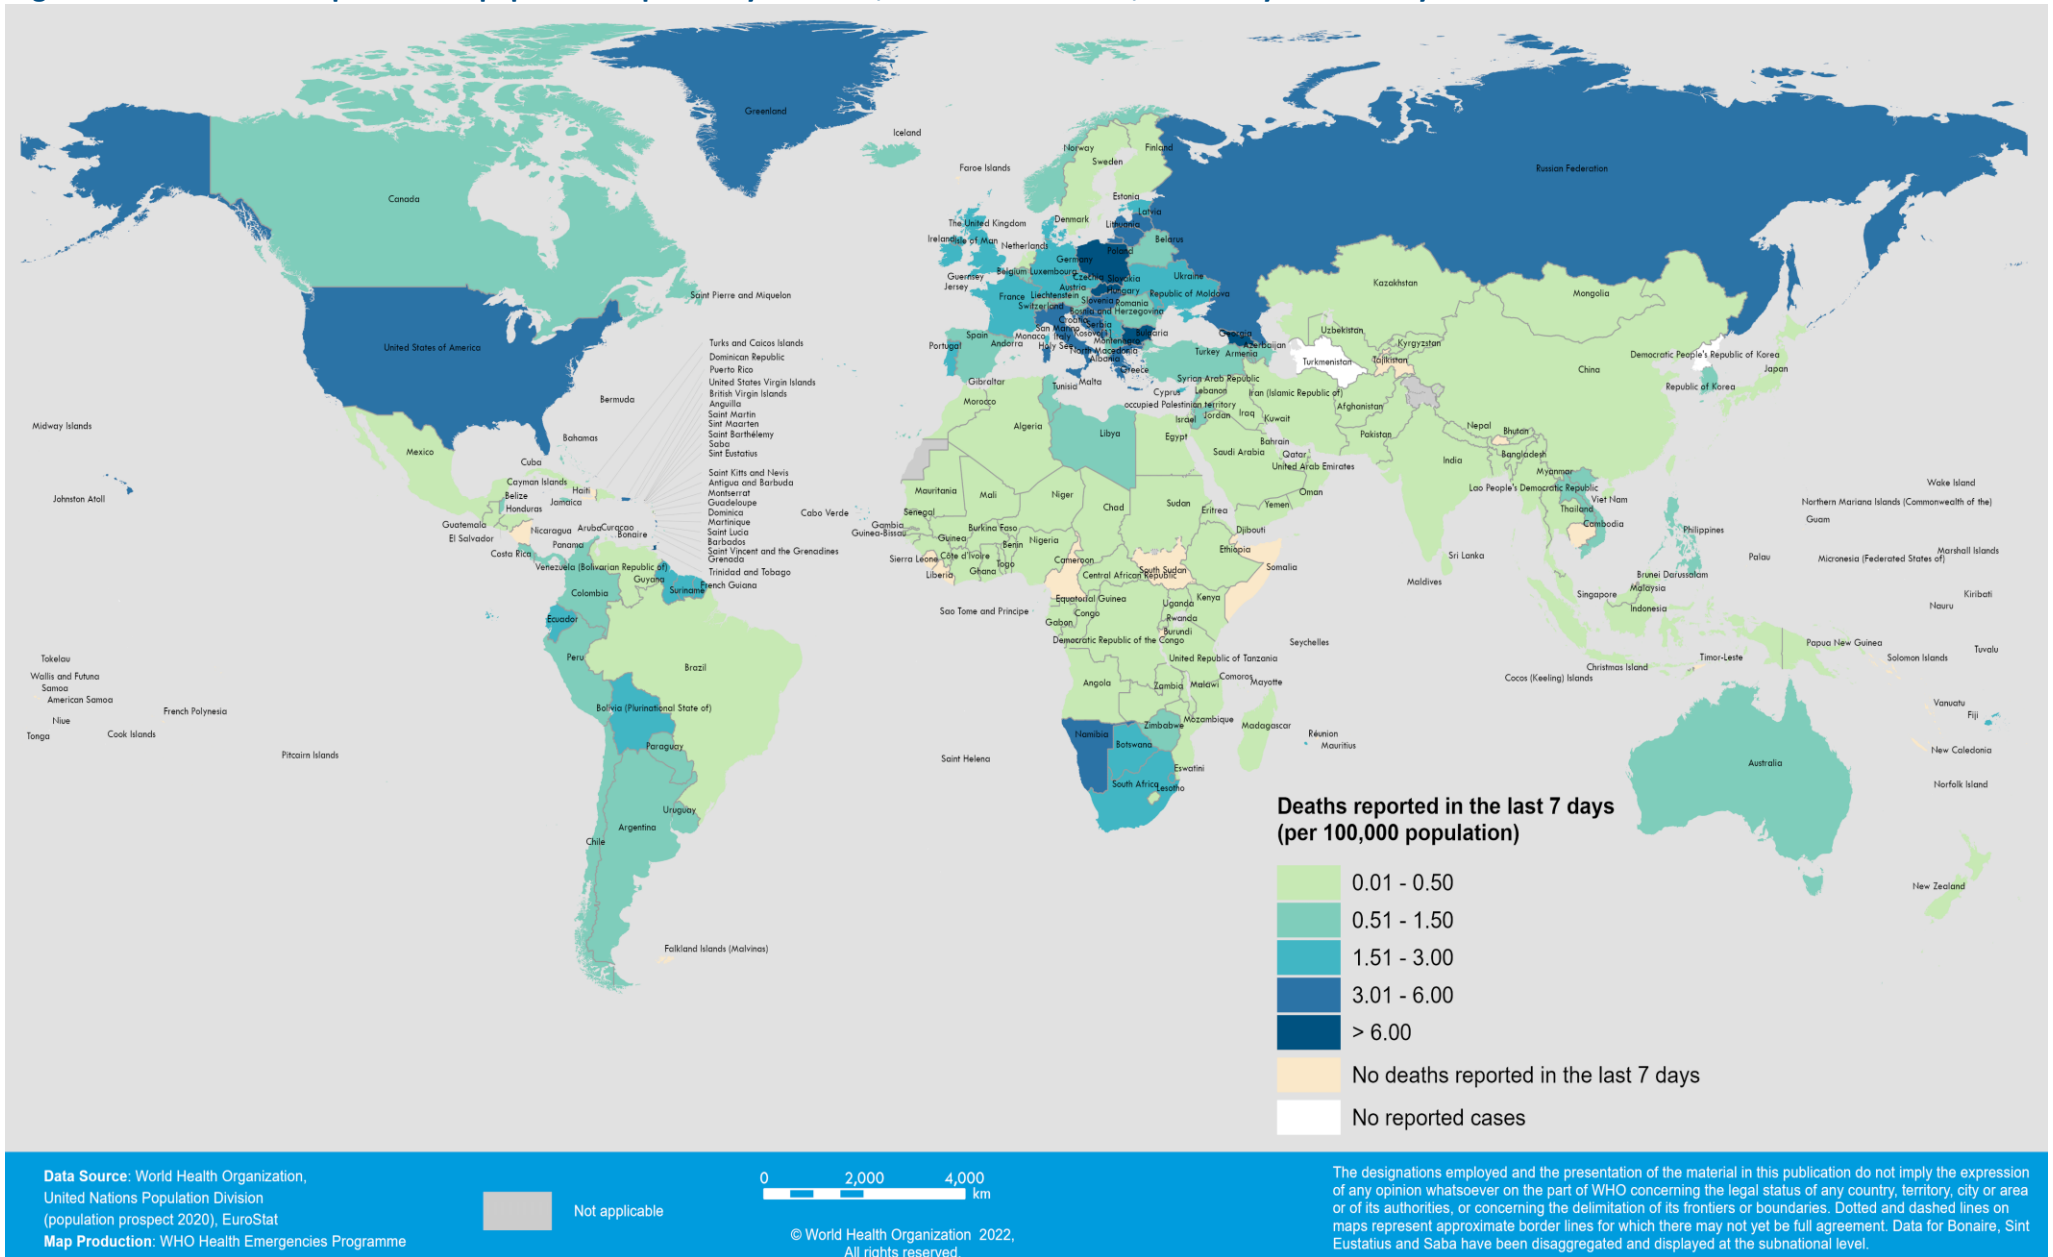 Greenland
Iceland
Faroe Islands
Norway
Sweden
Finland
Russian Federation
Canada
Estonia
Latvia
Lithuania
Denmark
The United Kingdom
Ireland
Isle of Man
Netherlands
Belarus
Poland
Germany
Guernsey
Jersey
Belgium
Luxembourg
Czechia
Slovakia
Ukraine
France
Liechtenstein
Austria
Hungary
Republic of Moldova
Switzerland
Slovenia
Romania
Bosnia and Herzegovina
Croatia
Serbia
San Marino
Italy
Kosovo[1]
Bulgaria
Monaco
Montenegro
Holy See
North Macedonia
Albania
Greece
Spain
Andorra
Portugal
Gibraltar
Malta
Tunisia
Georgia
Azerbaijan
Turkey
Armenia
Kazakhstan
Mongolia
Uzbekistan
Kyrgyzstan
Turkmenistan
Tajikistan
China
Democratic People's Republic of Korea
Republic of Korea
Japan
Saint Pierre and Miquelon
United States of America
Turks and Caicos Islands
Dominican Republic
Puerto Rico
United States Virgin Islands
British Virgin Islands
Anguilla
Saint Martin
Sint Maarten
Saint Barthélemy
Saba
Sint Eustatius
Saint Kitts and Nevis
Antigua and Barbuda
Montserrat
Guadeloupe
Dominica
Martinique
Saint Lucia
Barbados
Saint Vincent and the Grenadines
Grenada
Trinidad and Tobago
Bermuda
Bahamas
Midway Islands
Johnston Atoll
Mexico
Cuba
Cayman Islands
Haiti
Belize
Jamaica
Honduras
Guatemala
El Salvador
Nicaragua
Aruba
Curacao
Bonaire
Costa Rica
Panama
Venezuela (Bolivarian Republic of)
Guyana
Suriname
French Guiana
Colombia
Ecuador
Peru
Brazil
Bolivia (Plurinational State of)
Paraguay
Uruguay
Argentina
Chile
Falkland Islands (Malvinas)
Tokelau
Wallis and Futuna
Samoa
American Samoa
Niue
Tonga
Cook Islands
French Polynesia
Pitcairn Islands
Cyprus
Syrian Arab Republic
Lebanon
occupied Palestinian territory
Israel
Jordan
Iraq
Iran (Islamic Republic of)
Kuwait
Afghanistan
Pakistan
Bahrain
Qatar
United Arab Emirates
Saudi Arabia
Oman
Yemen
Morocco
Algeria
Libya
Egypt
Cabo Verde
Mauritania
Mali
Niger
Chad
Sudan
Eritrea
Djibouti
Senegal
Gambia
Guinea-Bissau
Guinea
Burkina Faso
Sierra Leone
Côte d'Ivoire
Liberia
Ghana
Togo
Benin
Nigeria
Cameroon
Central African Republic
South Sudan
Ethiopia
Somalia
Equatorial Guinea
Sao Tome and Principe
Gabon
Congo
Democratic Republic of the Congo
Uganda
Kenya
Rwanda
Burundi
United Republic of Tanzania
Seychelles
Comoros
Mayotte
Angola
Zambia
Malawi
Mozambique
Madagascar
Zimbabwe
Namibia
Botswana
Réunion
Mauritius
Eswatini
South Africa
Lesotho
Saint Helena
Nepal
Bhutan
Bangladesh
India
Myanmar
Lao People's Democratic Republic
Viet Nam
Thailand
Cambodia
Philippines
Sri Lanka
Maldives
Brunei Darussalam
Malaysia
Singapore
Indonesia
Timor-Leste
Christmas Island
Cocos (Keeling) Islands
Palau
Wake Island
Northern Mariana Islands (Commonwealth of the)
Guam
Marshall Islands
Micronesia (Federated States of)
Kiribati
Nauru
Papua New Guinea
Solomon Islands
Tuvalu
Vanuatu
Fiji
New Caledonia
Norfolk Island
Australia
New Zealand
Deaths reported in the last 7 days
(per 100,000 population)
0.01 - 0.50
0.51 - 1.50
1.51 - 3.00
3.01 - 6.00
> 6.00
No deaths reported in the last 7 days
No reported cases
Data Source: World Health Organization,
United Nations Population Division
(population prospect 2020), EuroStat
Map Production: WHO Health Emergencies Programme
Not applicable
0 2,000 4,000
km
© World Health Organization 2022,
All rights reserved.
The designations employed and the presentation of the material in this publication do not imply the expression
of any opinion whatsoever on the part of WHO concerning the legal status of any country, territory, city or area
or of its authorities, or concerning the delimitation of its frontiers or boundaries. Dotted and dashed lines on
maps represent approximate border lines for which there may not yet be full agreement. Data for Bonaire, Sint
Eustatius and Saba have been disaggregated and displayed at the subnational level.